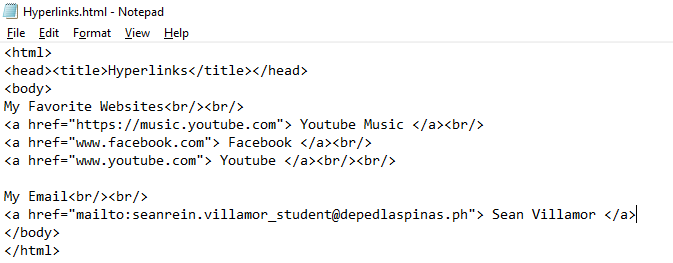 Hyperlinks.html - Notepad
File Edit Format View Help
<html>
<head><title>Hyperlinks</title></head>
<body>
My Favorite Websites<br/><br/>
<a href="https://music.youtube.com"> Youtube Music </a><br/>
<a href="www.facebook.com"> Facebook </a><br/>
<a href="www.youtube.com"> Youtube </a><br/><br/>
My Email<br/><br/>
<a href="mailto:seanrein.villamor_student@depedlaspinas.ph"> Sean Villamor </a>
</body>
</html>